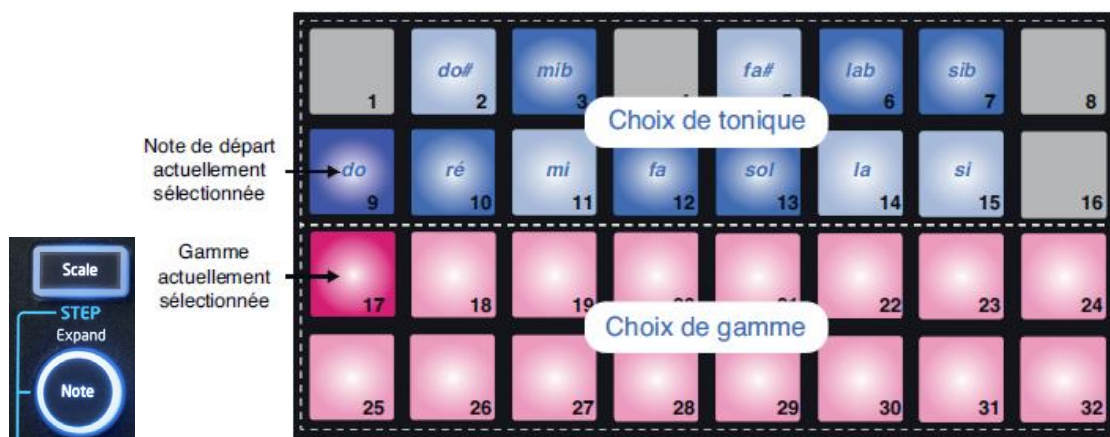 do#
mib
fa#
lab
sib
1
2
3
6
7
8
Choix de tonique
Note de départ
actuellement
sélectionnée
do
ré
mi
fa
sol
la
si
9
10
11
12
13
14
15
16
Gamme
actuellement
sélectionnée
17
18
19
22
23
24
Choix de gamme
25
26
27
28
29
30
31
32
Scale
STEP
Expand
Note